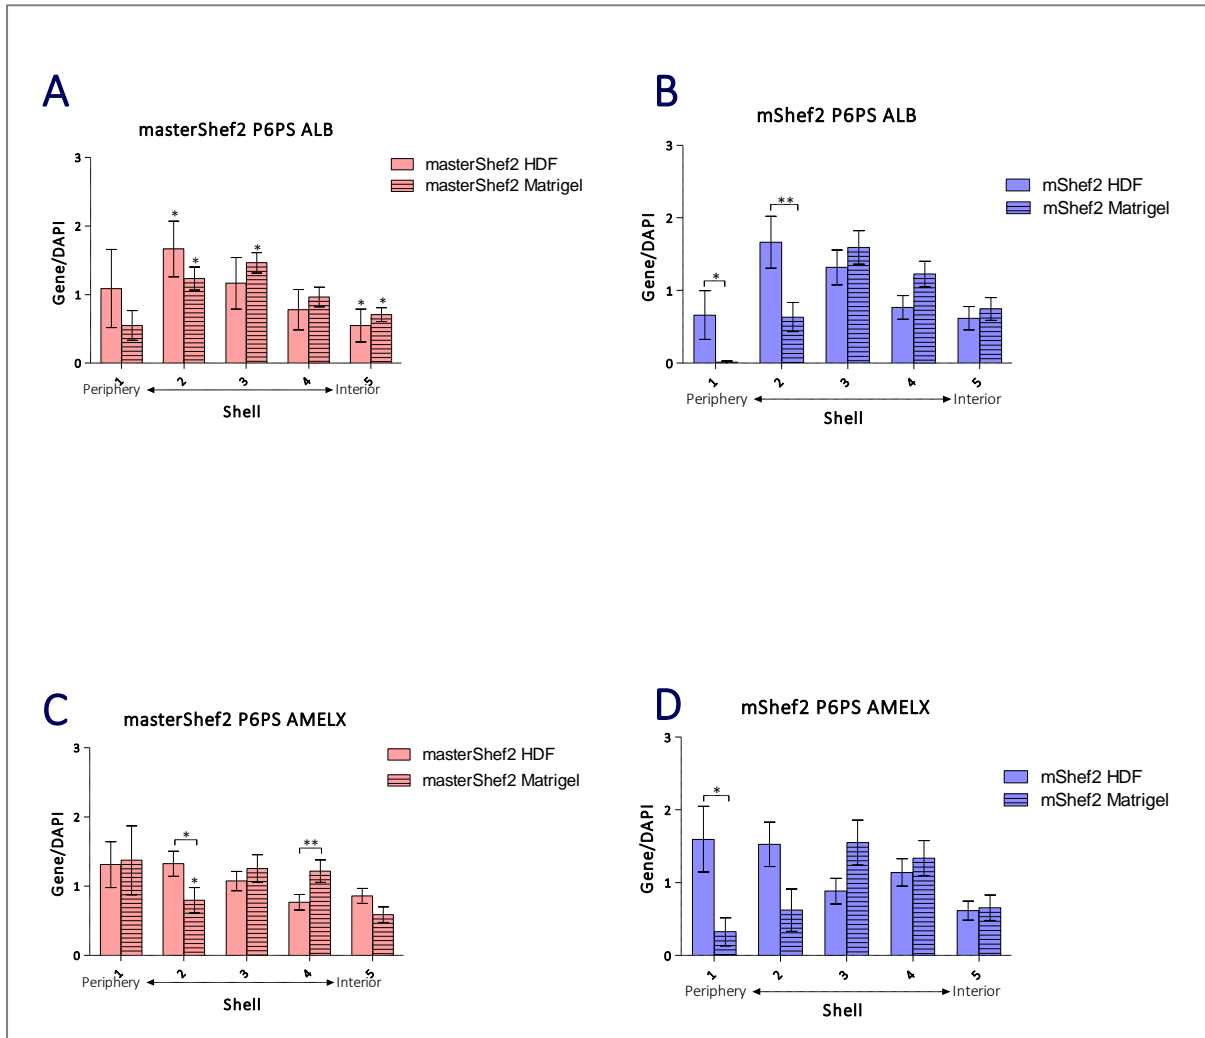 A
masterShef2 P6PS ALB
3
2
1
0
Gene/DAPI
*
*
*
*
*
masterShef2 HDF
masterShef2 Matrigel
1
2
3
4
5
Periphery
Interior
Shell
B
mShef2 P6PS ALB
3
2
1
0
Gene/DAPI
*
**
mShef2 HDF
mShef2 Matrigel
1
2
3
4
5
Periphery
Interior
Shell
C
masterShef2 P6PS AMELX
3
2
1
0
Gene/DAPI
*
*
**
masterShef2 HDF
masterShef2 Matrigel
1
2
3
4
5
Periphery
Interior
Shell
D
mShef2 P6PS AMELX
3
2
1
0
Gene/DAPI
*
mShef2 HDF
mShef2 Matrigel
1
2
3
4
5
Periphery
Interior
Shell